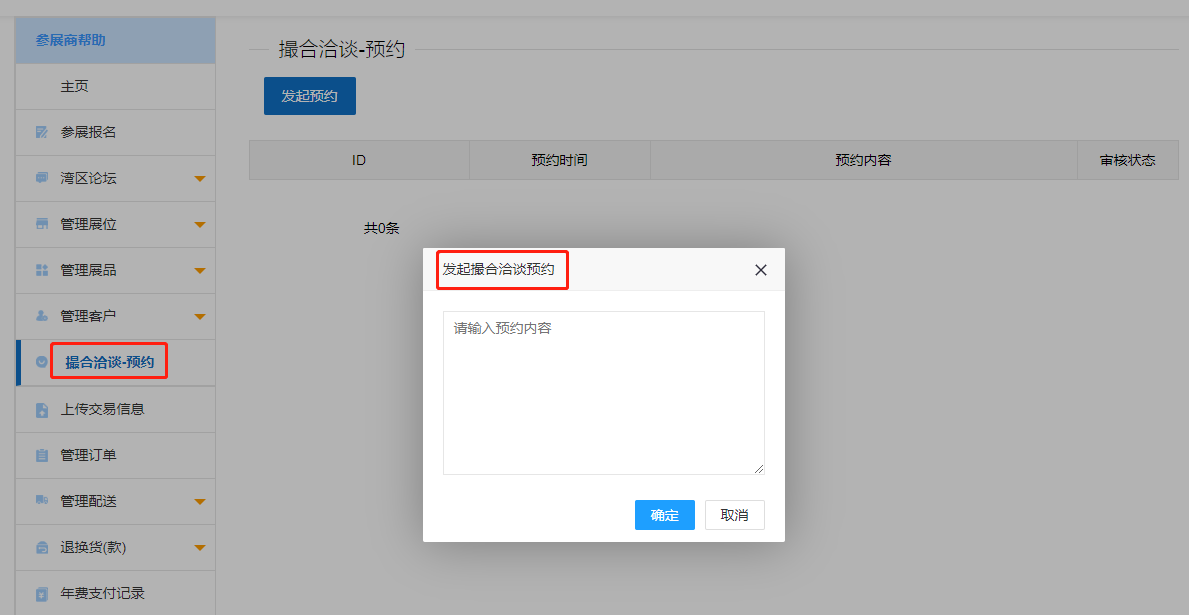 参展商帮助
主页
参展报名
湾区论坛
管理展位
管理展品
管理客户
撮合洽谈-预约
上传交易信息
管理订单
管理配送
退换货(款)
年费支付记录
撮合洽谈-预约
发起预约
ID 预约时间 预约内容 审核状态
共0条
发起撮合洽谈预约
请输入预约内容
确定 取消